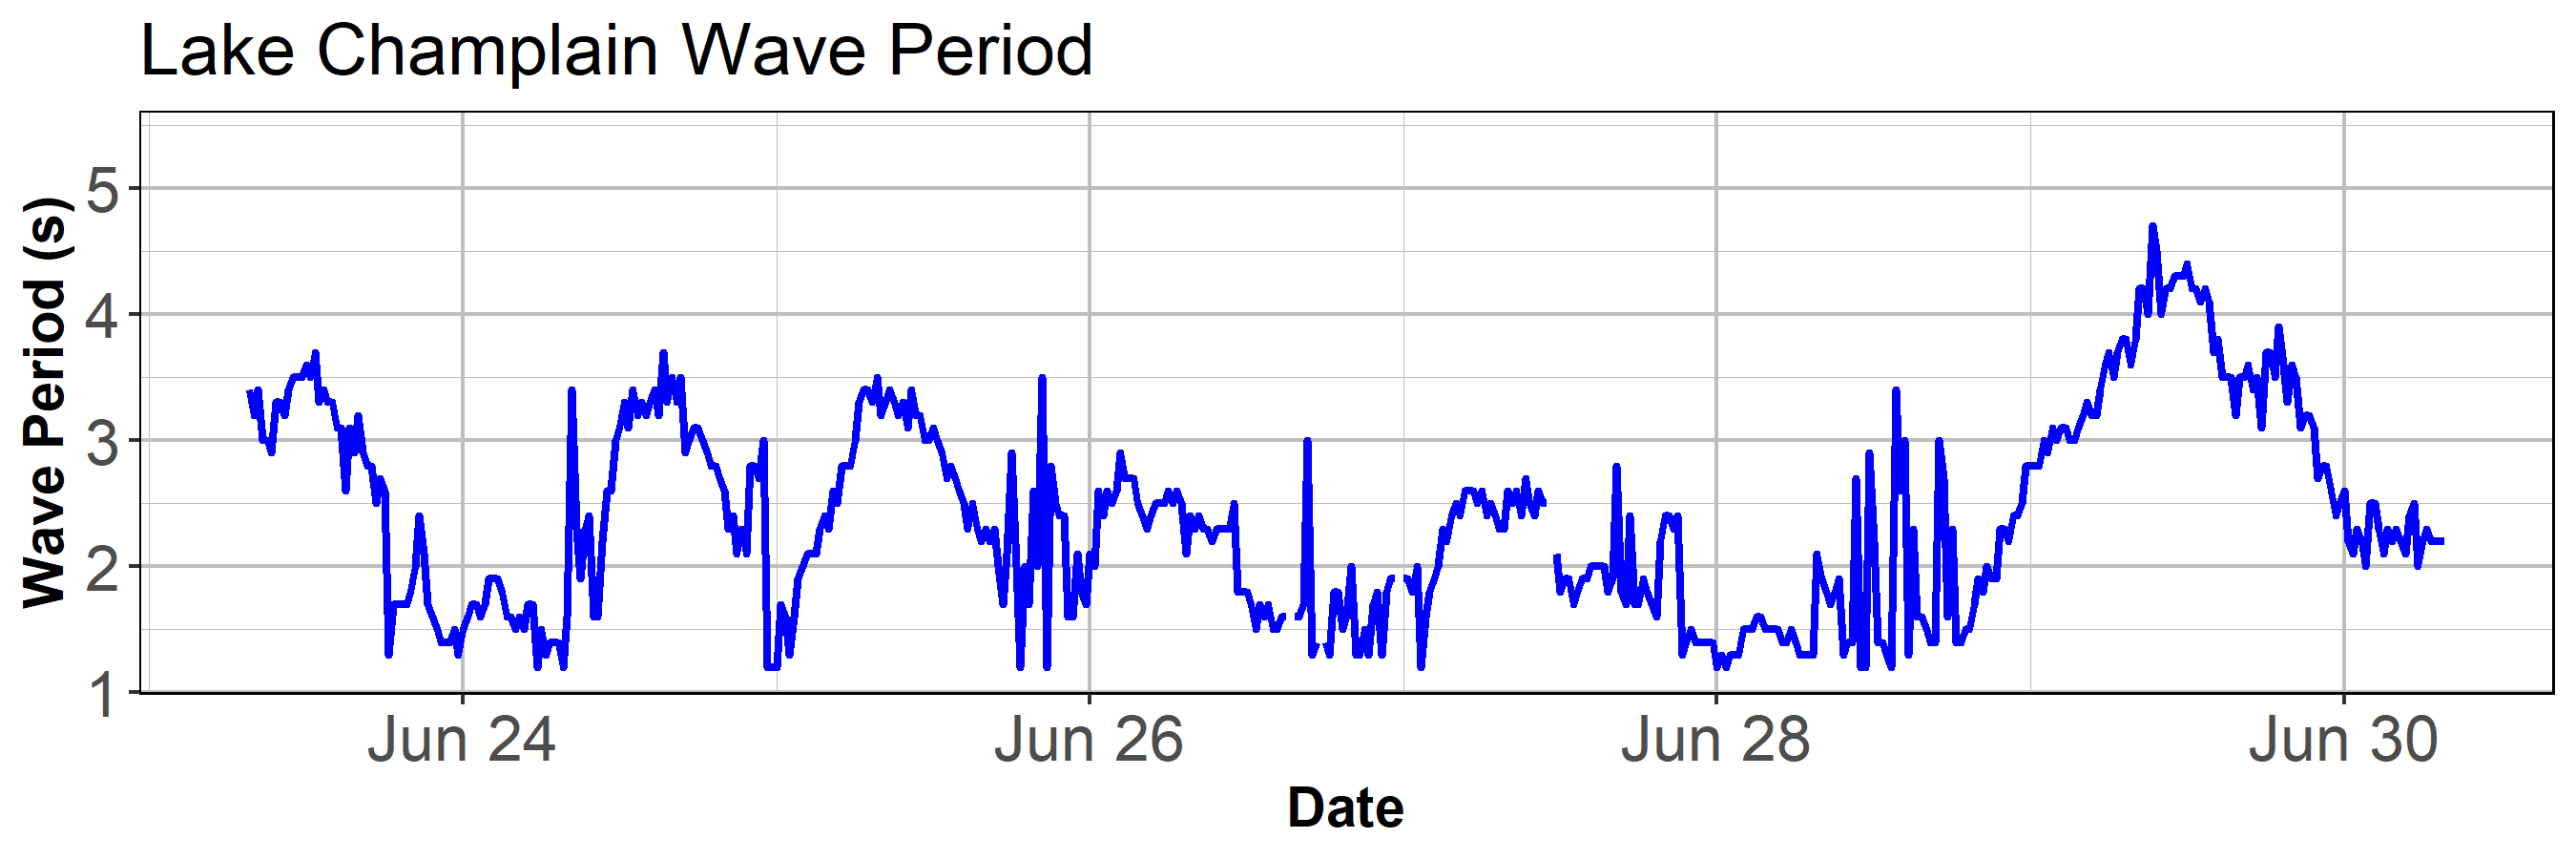 Lake Champlain Wave Period
Wave Period (s)
5
4
3
2
1
Jun 24
Jun 26
Jun 28
Jun 30
Date